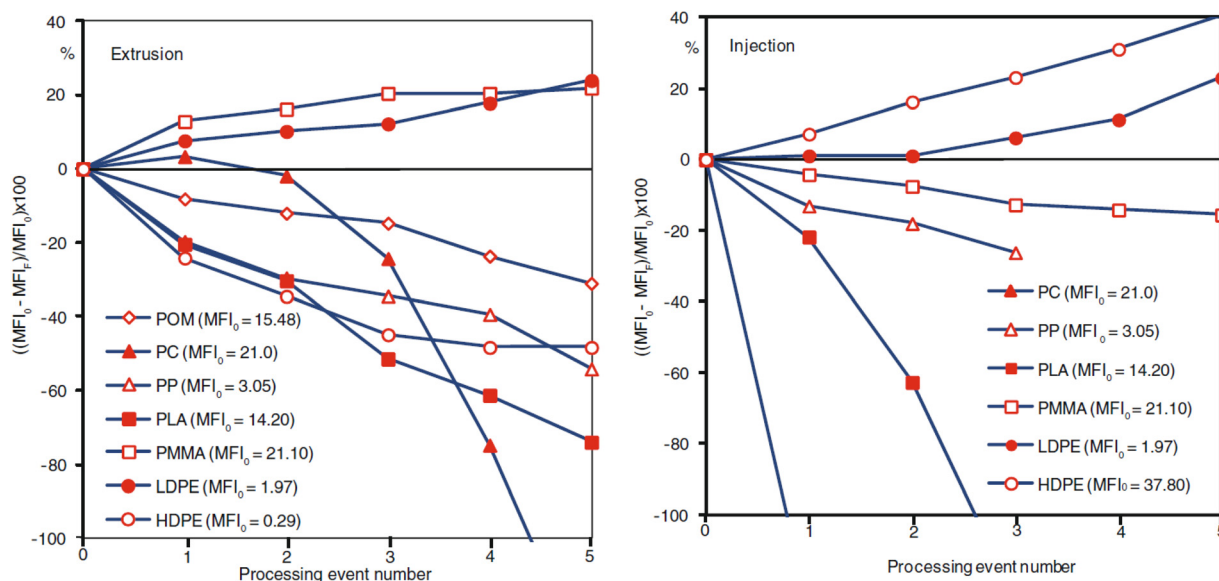 40
%
Extrusion
20
0
-20
-40
-60
-80
-100
((MFI₀ - MFI_F)/MFI₀)x100
POM (MFI₀ = 15.48)
PC (MFI₀ = 21.0)
PP (MFI₀ = 3.05)
PLA (MFI₀ = 14.20)
PMMA (MFI₀ = 21.10)
LDPE (MFI₀ = 1.97)
HDPE (MFI₀ = 0.29)
0 1 2 3 4 5
Processing event number
40
%
Injection
20
0
-20
-40
-60
-80
-100
((MFI₀ - MFI_F)/MFI₀)x100
PC (MFI₀ = 21.0)
PP (MFI₀ = 3.05)
PLA (MFI₀ = 14.20)
PMMA (MFI₀ = 21.10)
LDPE (MFI₀ = 1.97)
HDPE (MFI₀ = 37.80)
0 1 2 3 4 5
Processing event number